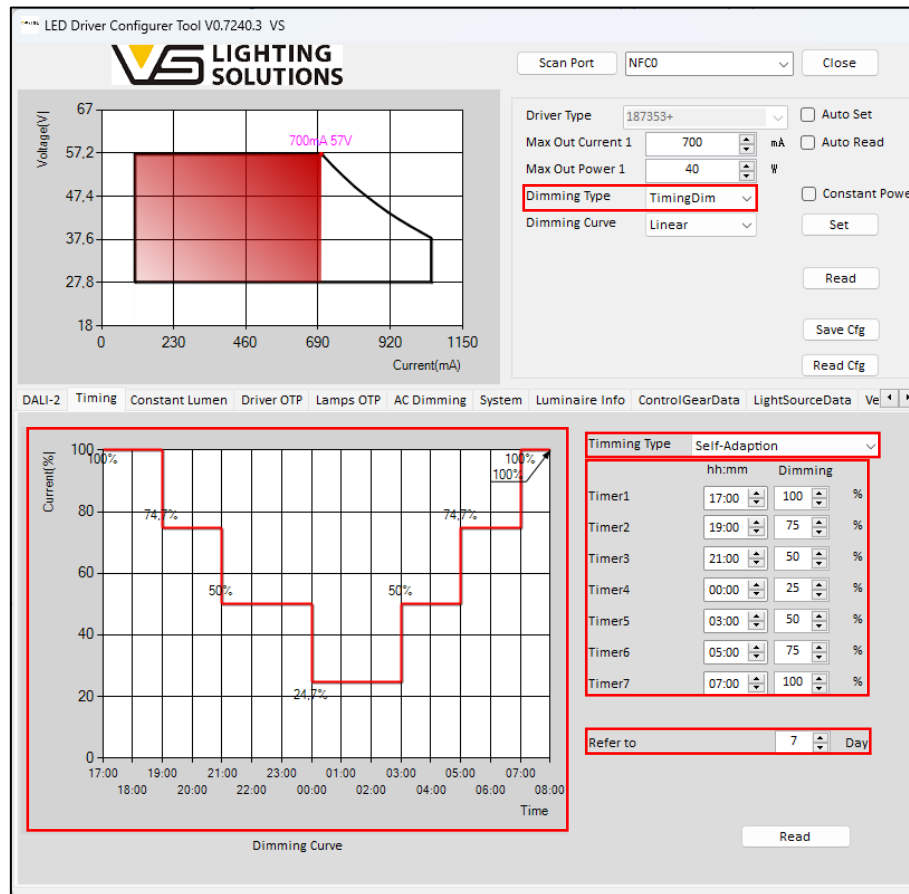 LED Driver Configurer Tool V0.7240.3 VS
VS LIGHTING
SOLUTIONS
Scan Port NFC0 Close
67
57,2
47,4
37,6
27,8
18
Voltage[V]
700mA 57V
0 230 460 690 920 1150
Current(mA)
Driver Type 187353+ Auto Set
Max Out Current 1 700 mA Auto Read
Max Out Power 1 40 W
Dimming Type TimingDim Constant Powe
Dimming Curve Linear Set
Read
Save Cfg
Read Cfg
DALI-2 Timing Constant Lumen Driver OTP Lamps OTP AC Dimming System Luminaire Info ControlGearData LightSourceData Ve
Current[%]
100
80
60
40
20
0
100%
74,7%
50%
24,7%
50%
74,7%
100%
100%
17:00 19:00 21:00 23:00 01:00 03:00 05:00 07:00
18:00 20:00 22:00 00:00 02:00 04:00 06:00 08:00
Time
Dimming Curve
Timming Type Self-Adaption
hh:mm Dimming
Timer1 17:00 100 %
Timer2 19:00 75 %
Timer3 21:00 50 %
Timer4 00:00 25 %
Timer5 03:00 50 %
Timer6 05:00 75 %
Timer7 07:00 100 %
Refer to 7 Day
Read